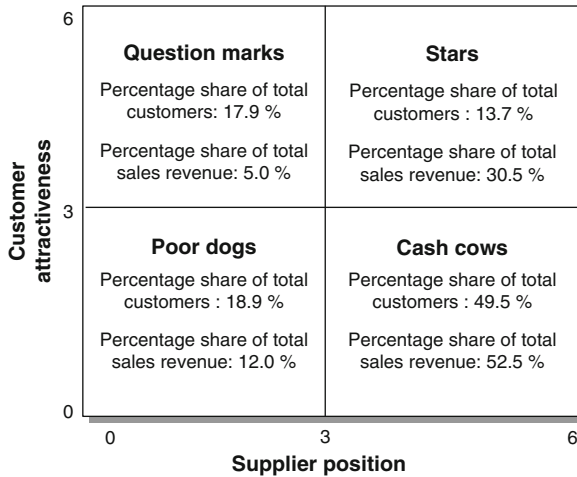 6
Question marks
Percentage share of total
customers: 17.9 %
Percentage share of total
sales revenue: 5.0 %
Stars
Percentage share of total
customers : 13.7 %
Percentage share of total
sales revenue: 30.5 %
Customer
attractiveness
3
Poor dogs
Percentage share of total
customers : 18.9 %
Percentage share of total
sales revenue: 12.0 %
Cash cows
Percentage share of total
customers : 49.5 %
Percentage share of total
sales revenue: 52.5 %
0
0
3
6
Supplier position